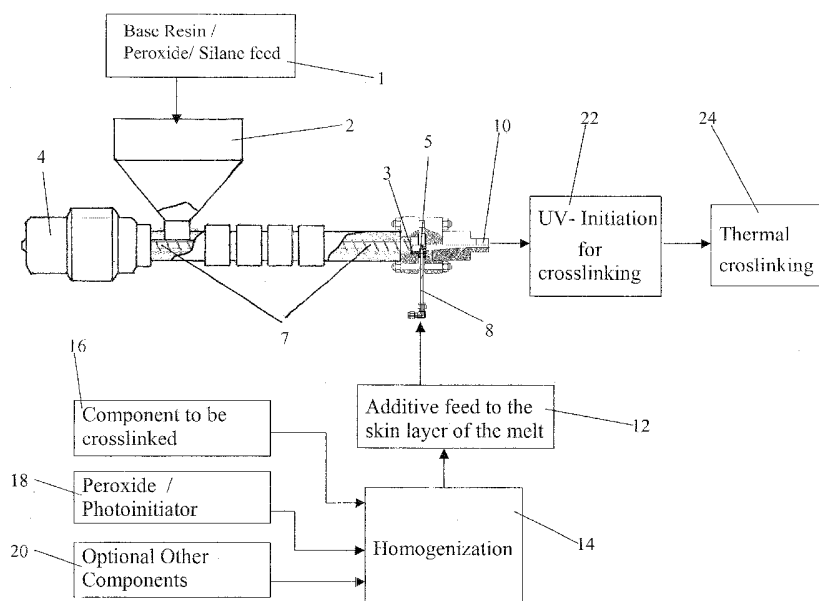 Base Resin /
Peroxide/ Silane feed
1
2
4
3
5
10
22
24
UV- Initiation
for
crosslinking
Thermal
croslinking
7
8
16
Component to be
crosslinked
Additive feed to the
skin layer of the melt
12
18
Peroxide /
Photoinitiator
Homogenization
14
20
Optional Other
Components